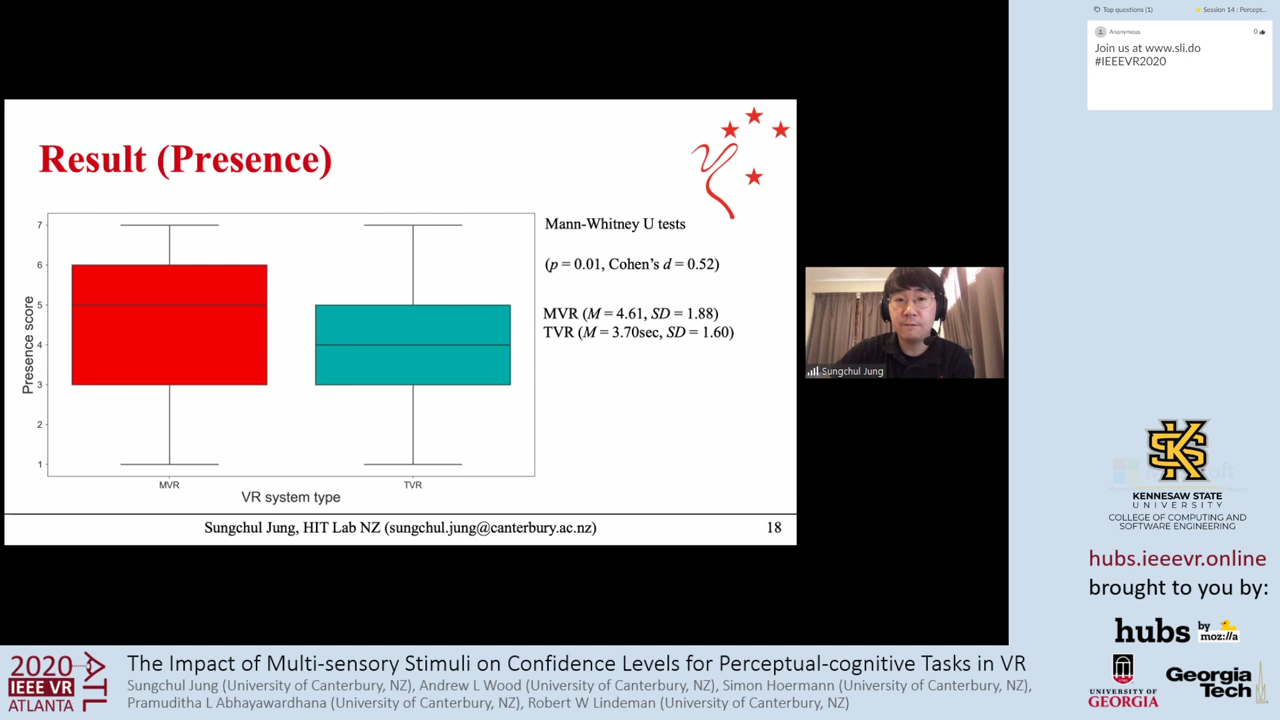 Top questions (1)
Session 14 : Percept...
Anonymous
0
Join us at www.sli.do
#IEEEVR2020
Result (Presence)
7
6
5
4
3
2
1
Presence score
MVR
TVR
VR system type
Mann-Whitney U tests
(p = 0.01, Cohen's d = 0.52)
MVR (M = 4.61, SD = 1.88)
TVR (M = 3.70sec, SD = 1.60)
Sungchul Jung, HIT Lab NZ (sungchul.jung@canterbury.ac.nz)
18
Sungchul Jung
KENNESAW STATE
UNIVERSITY
COLLEGE OF COMPUTING AND
SOFTWARE ENGINEERING
hubs.ieeevr.online
brought to you by:
hubs by
moz://a
UNIVERSITY OF
GEORGIA
Georgia
Tech
2020
IEEE VR
ATLANTA
ATL
The Impact of Multi-sensory Stimuli on Confidence Levels for Perceptual-cognitive Tasks in VR
Sungchul Jung (University of Canterbury, NZ), Andrew L Wood (University of Canterbury, NZ), Simon Hoermann (University of Canterbury, NZ),
Pramuditha L Abhayawardhana (University of Canterbury, NZ), Robert W Lindeman (University of Canterbury, NZ)